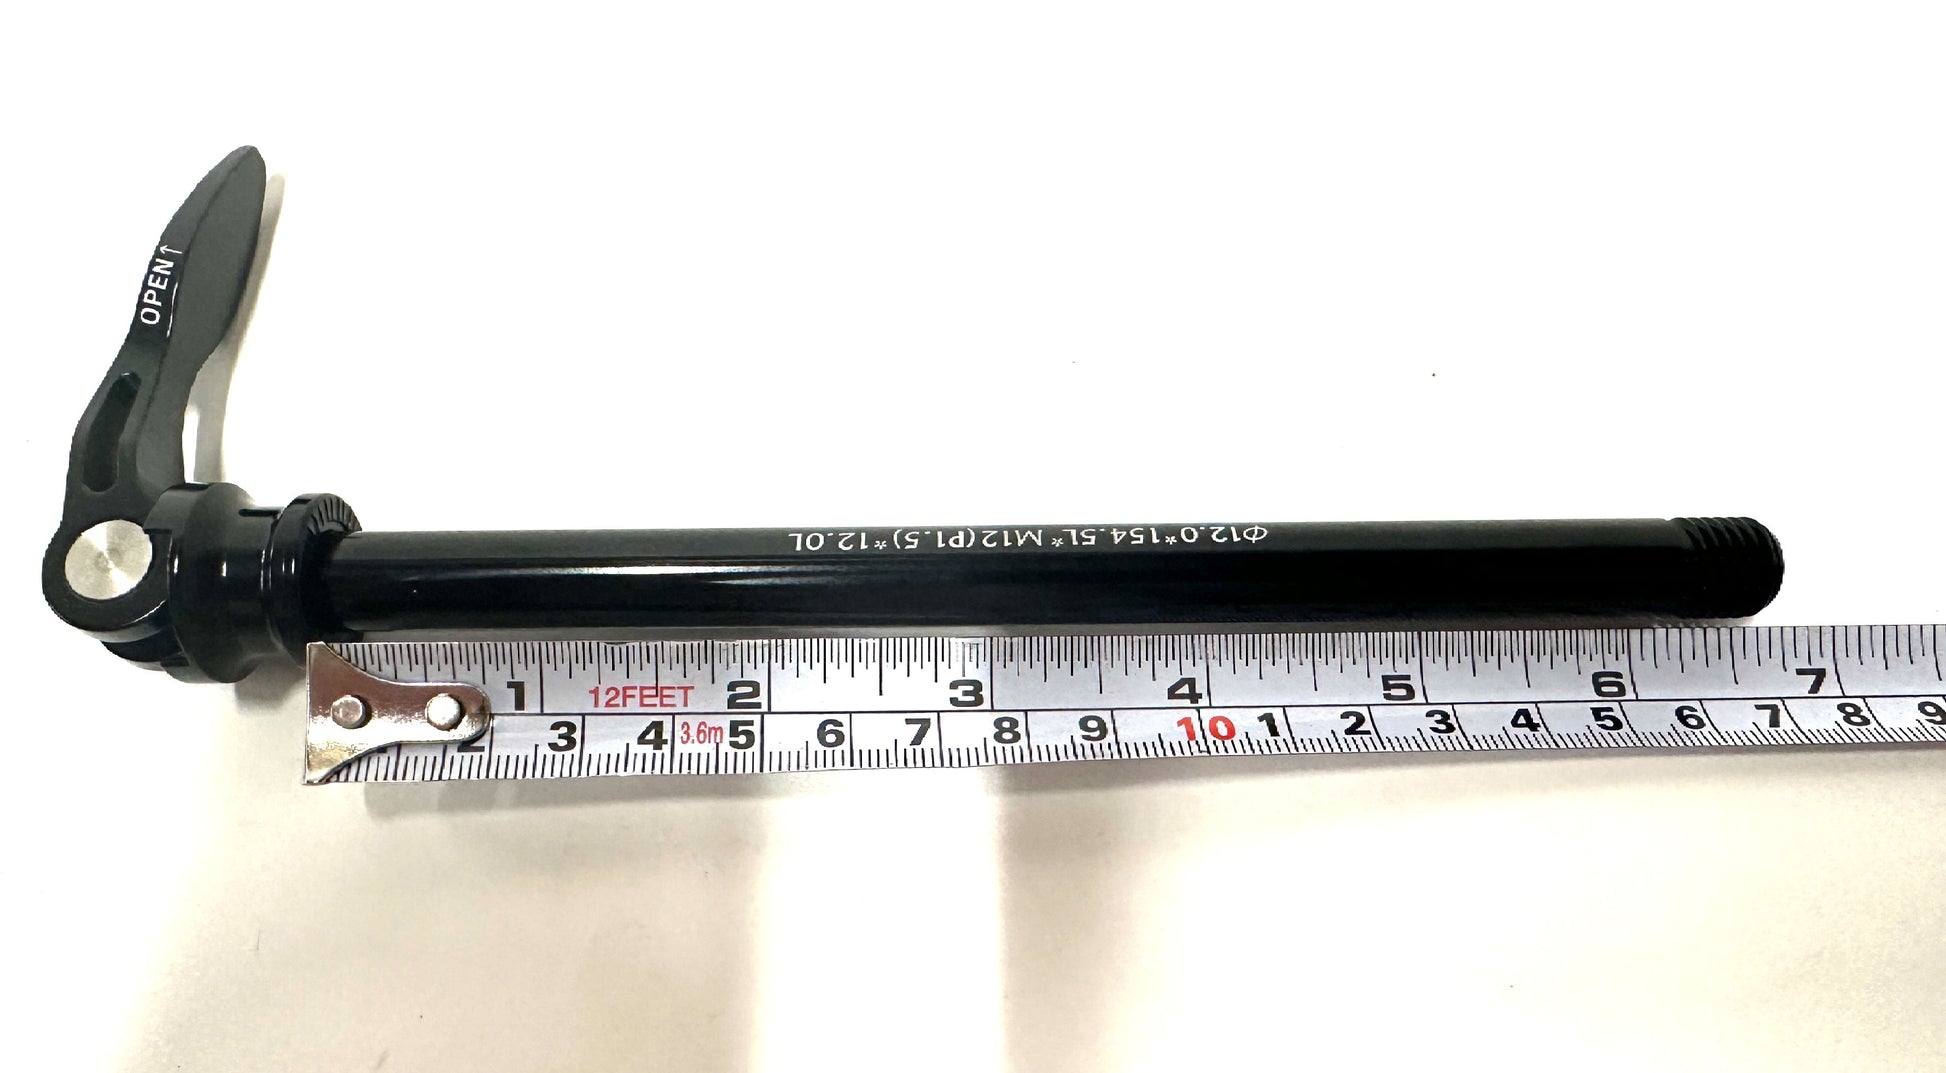 OPEN↑
Φ12.0*154.5L* M12(P1.5)*12.0L
1 12FEET 2 3 4 5 6 7
2 3 4 3.6m 5 6 7 8 9 10 1 2 3 4 5 6 7 8 9